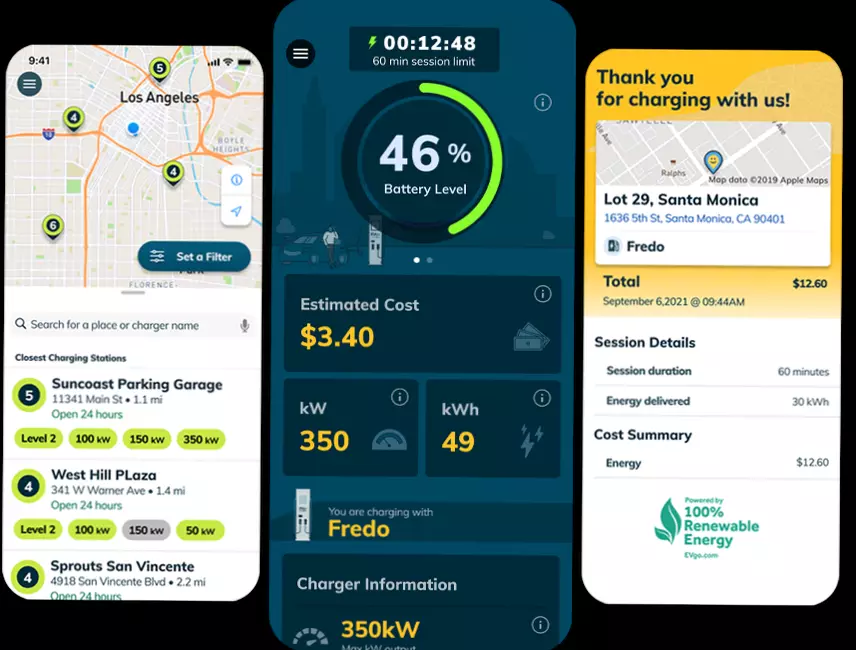 9:41
5
Los Angeles
4
10
BOYLE
HEIGHTS
4
6
Set a Filter
Park
FLORENCE-
Search for a place or charger name
Closest Charging Stations
5
Suncoast Parking Garage
11341 Main St • 1.1 mi
Open 24 hours
Level 2 100 kW 150 kW 350 kW
4
West Hill PLaza
341 W Warner Ave • 1.4 mi
Open 24 hours
Level 2 100 kW 150 kW 50 kW
4
Sprouts San Vincente
4918 San Vincente Blvd • 2.2 mi
Open 24 hours
00:12:48
60 min session limit
46 %
Battery Level
Estimated Cost
$3.40
kW
350
kWh
49
You are charging with
Fredo
Charger Information
350kW
Max kW output
Thank you
for charging with us!
SAWTELLE
Ave
Ralphs
Map data ©2019 Apple Maps
Lot 29, Santa Monica
1636 5th St, Santa Monica, CA 90401
Fredo
Total $12.60
September 6,2021 @ 09:44AM
Session Details
Session duration 60 minutes
Energy delivered 30 kWh
Cost Summary
Energy $12.60
Powered by
100%
Renewable
Energy
EVgo.com